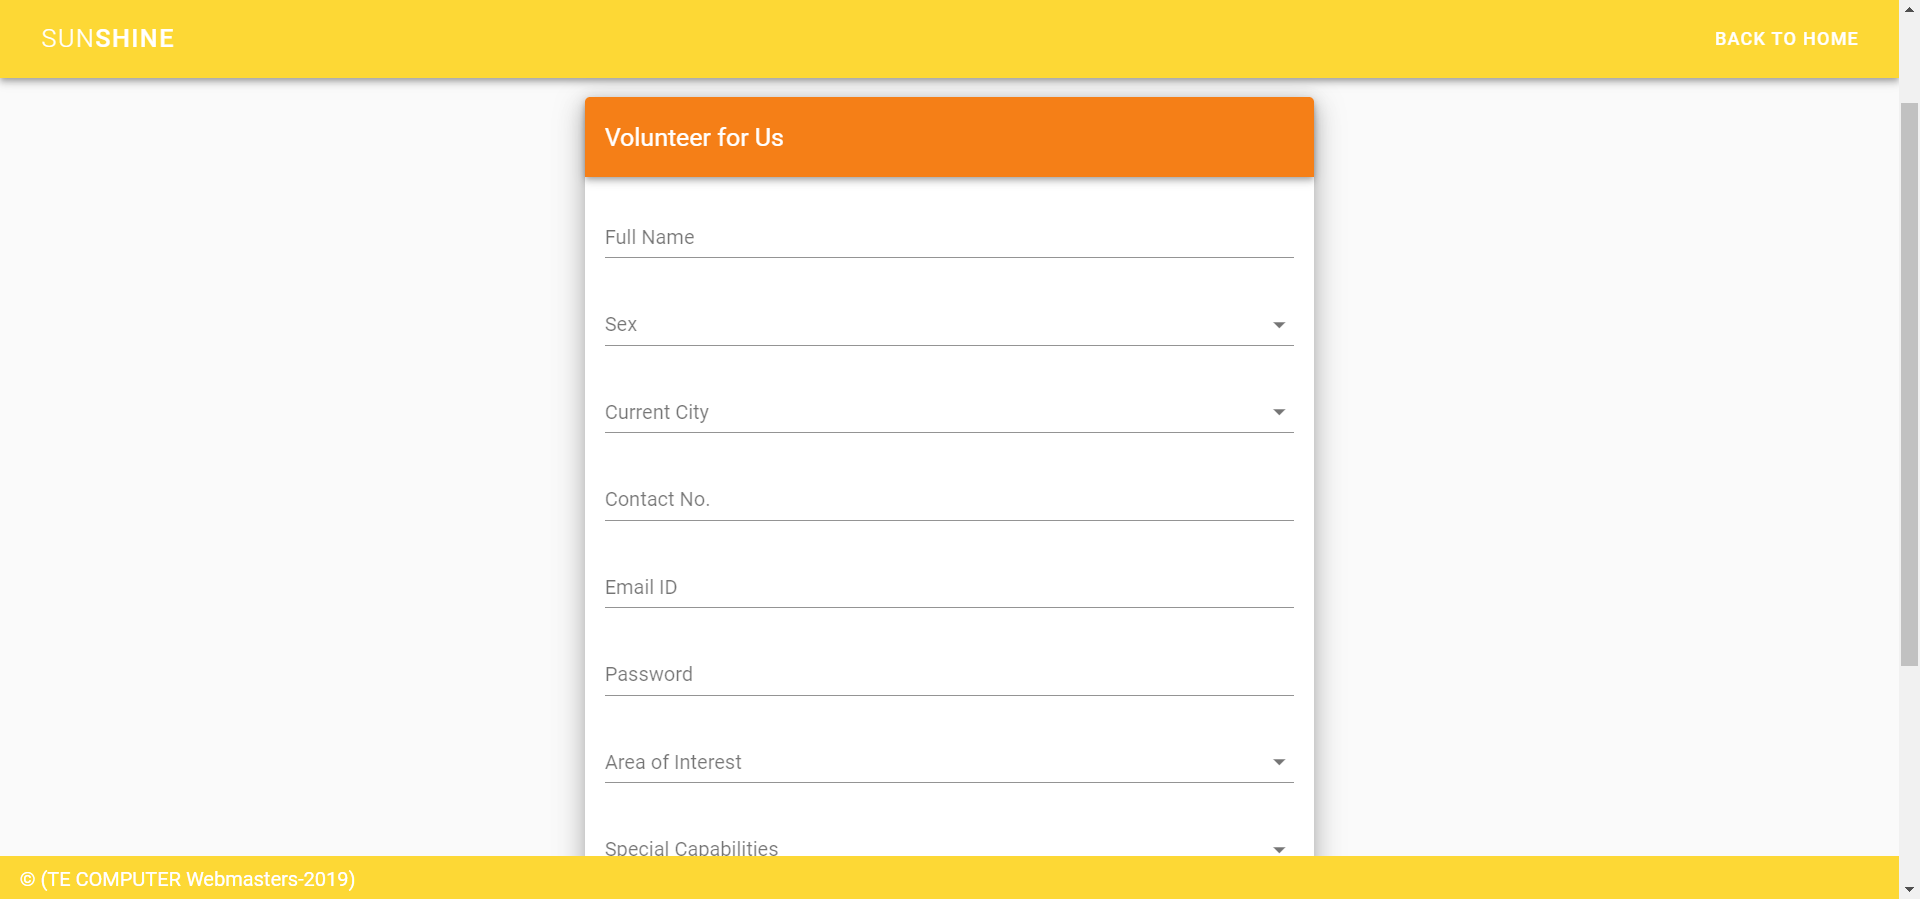 SUNSHINE
BACK TO HOME
Volunteer for Us
Full Name
Sex
Current City
Contact No.
Email ID
Password
Area of Interest
Special Capabilities
© (TE COMPUTER Webmasters-2019)